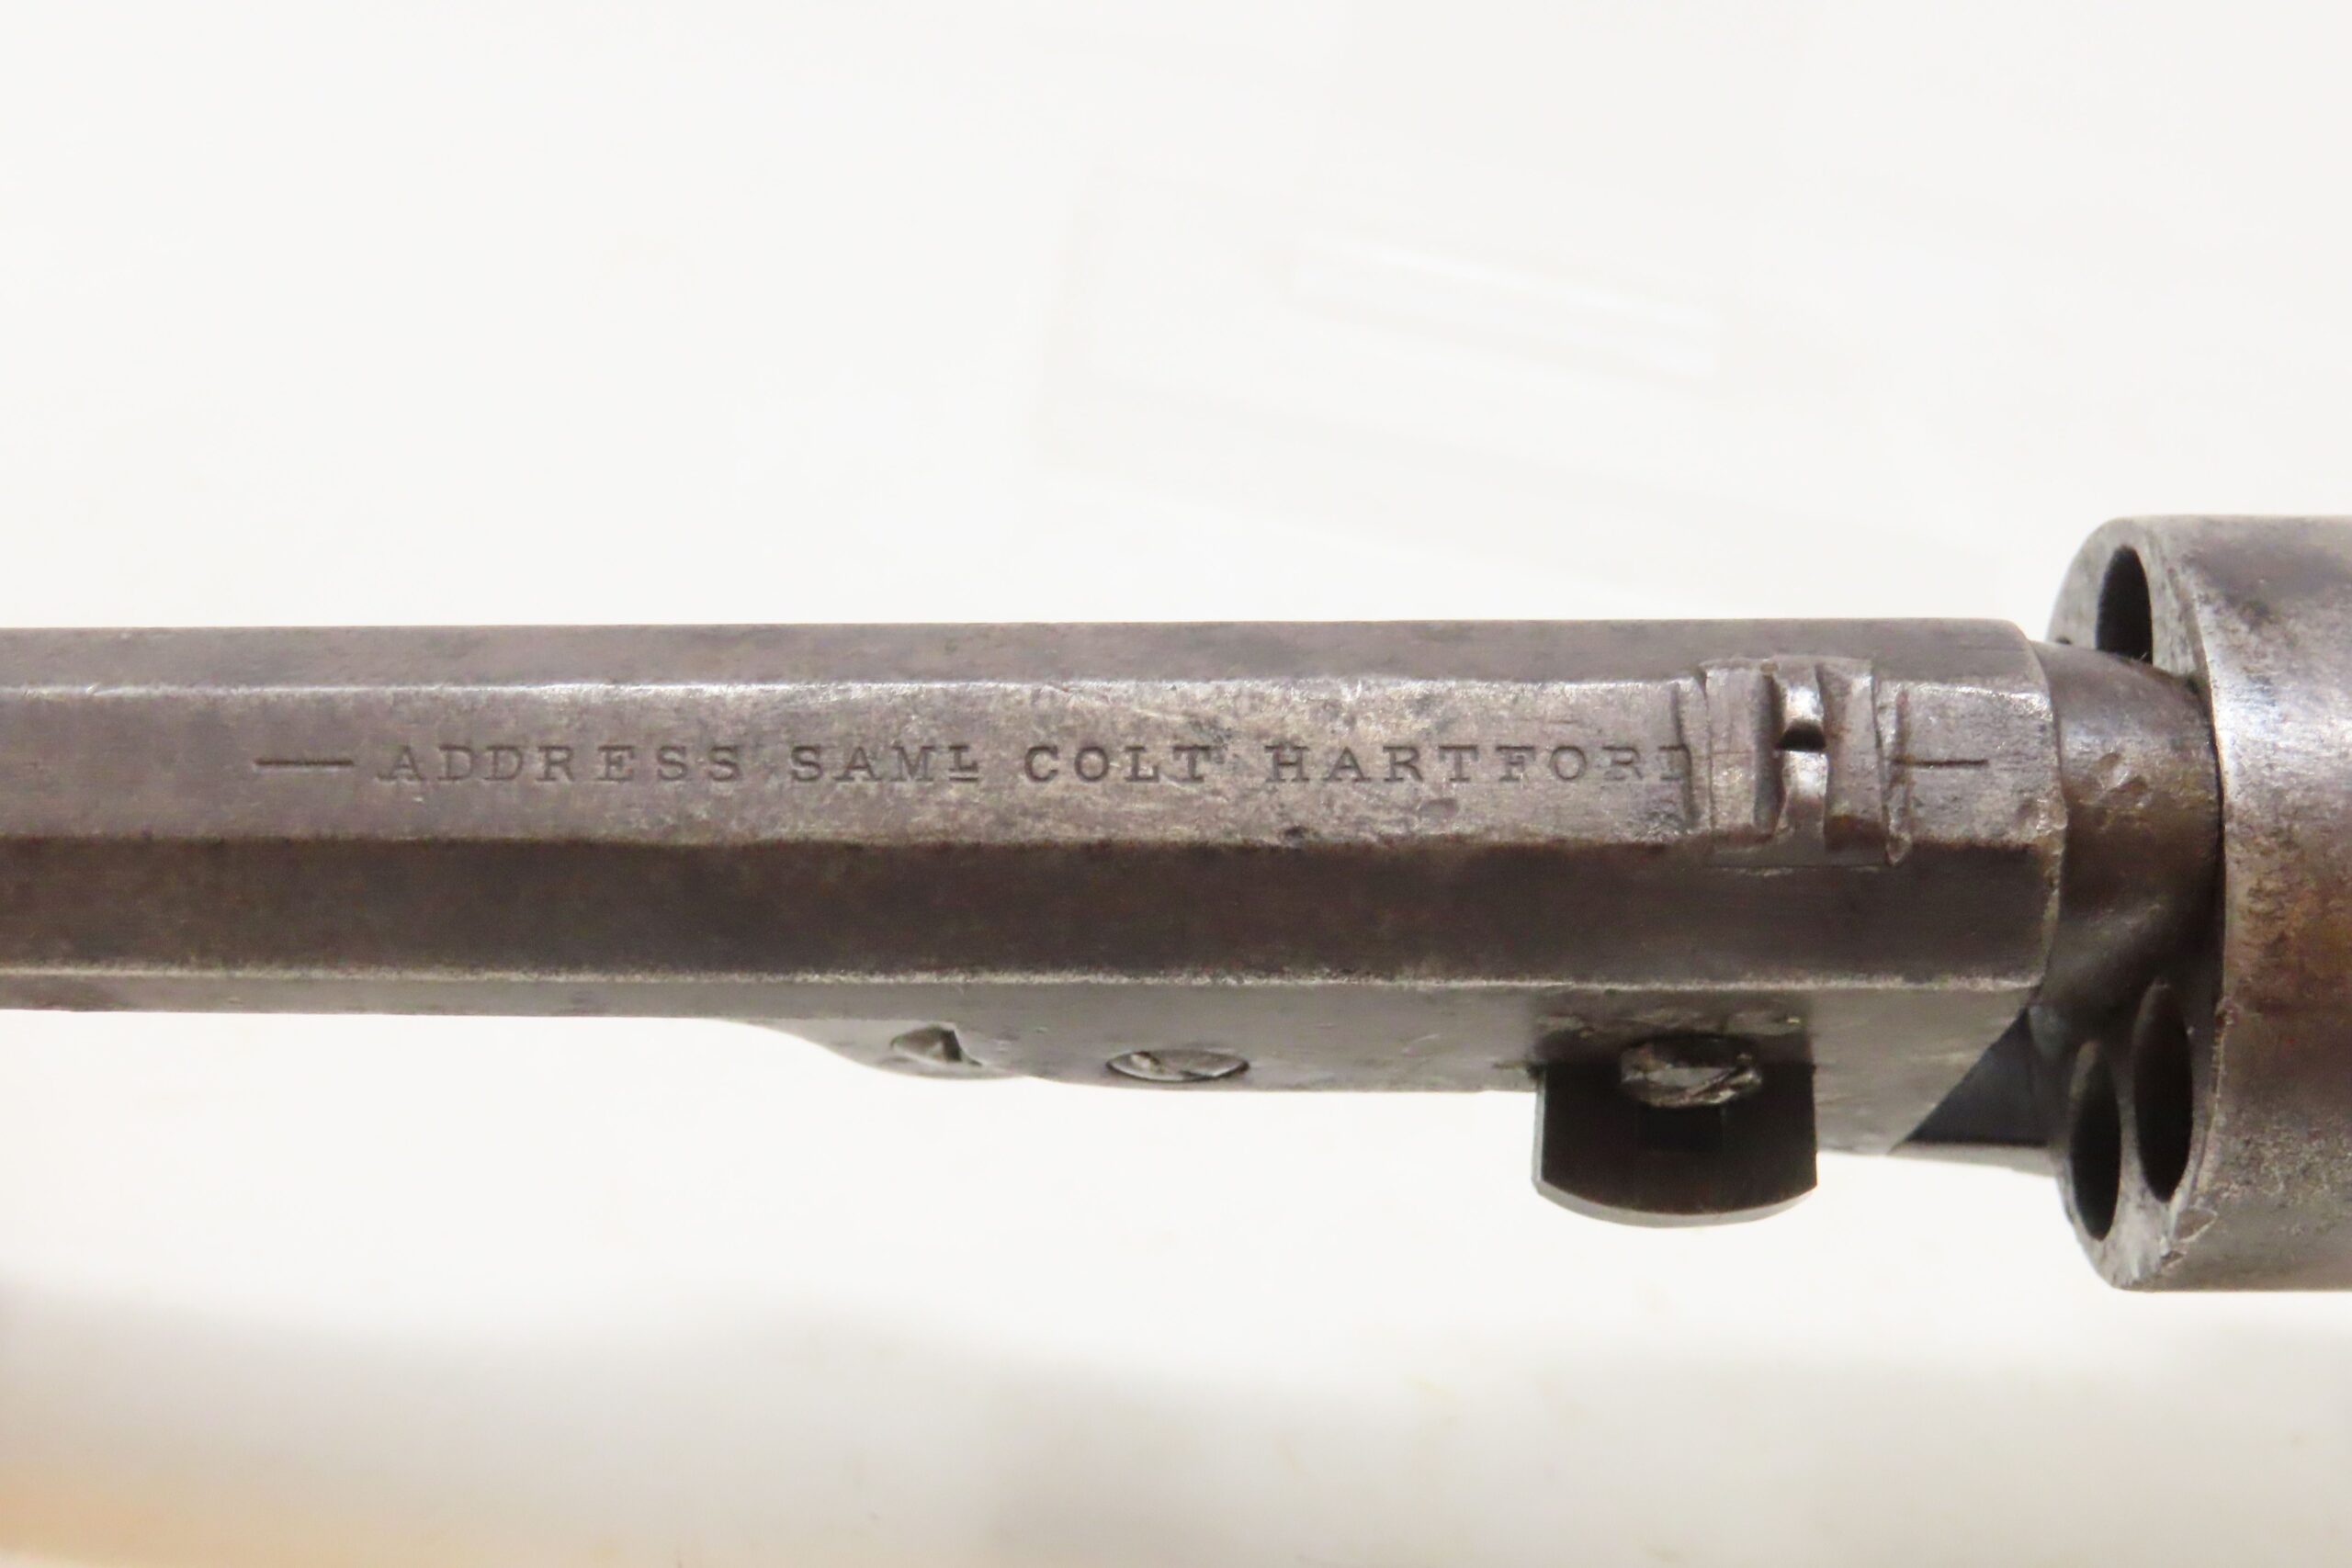 — ADDRESS SAMᴸ COLT HARTFORD —